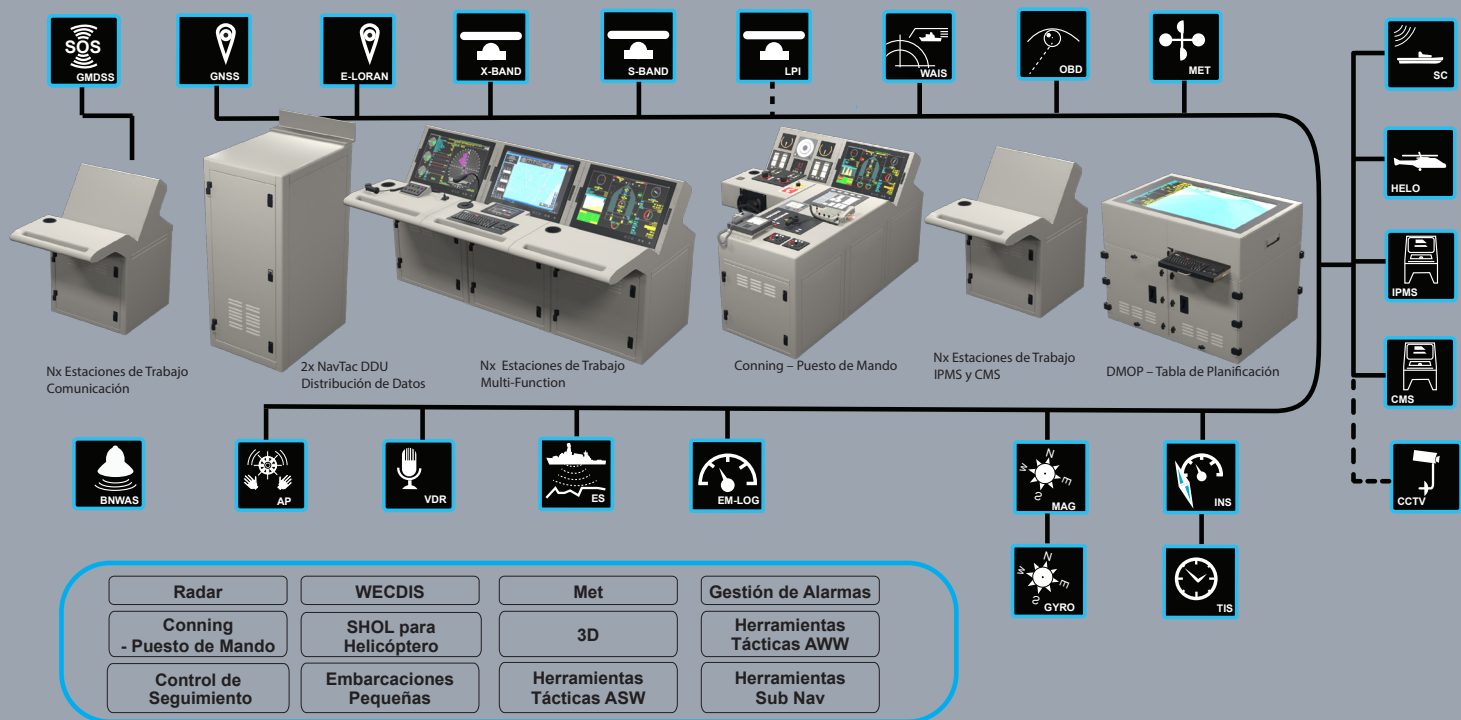 SOS
GMDSS
GNSS
E-LORAN
X-BAND
S-BAND
LPI
WAIS
OBD
MET
SC
HELO
IPMS
CMS
CCTV
Nx Estaciones de Trabajo
Comunicación
2x NavTac DDU
Distribución de Datos
Nx Estaciones de Trabajo
Multi-Function
Conning – Puesto de Mando
Nx Estaciones de Trabajo
IPMS y CMS
DMOP – Tabla de Planificación
BNWAS
AP
VDR
ES
EM-LOG
N
E
S
W
MAG
INS
N
E
S
W
GYRO
TIS
Radar
WECDIS
Met
Gestión de Alarmas
Conning
- Puesto de Mando
SHOL para
Helicóptero
3D
Herramientas
Tácticas AWW
Control de
Seguimiento
Embarcaciones
Pequeñas
Herramientas
Tácticas ASW
Herramientas
Sub Nav